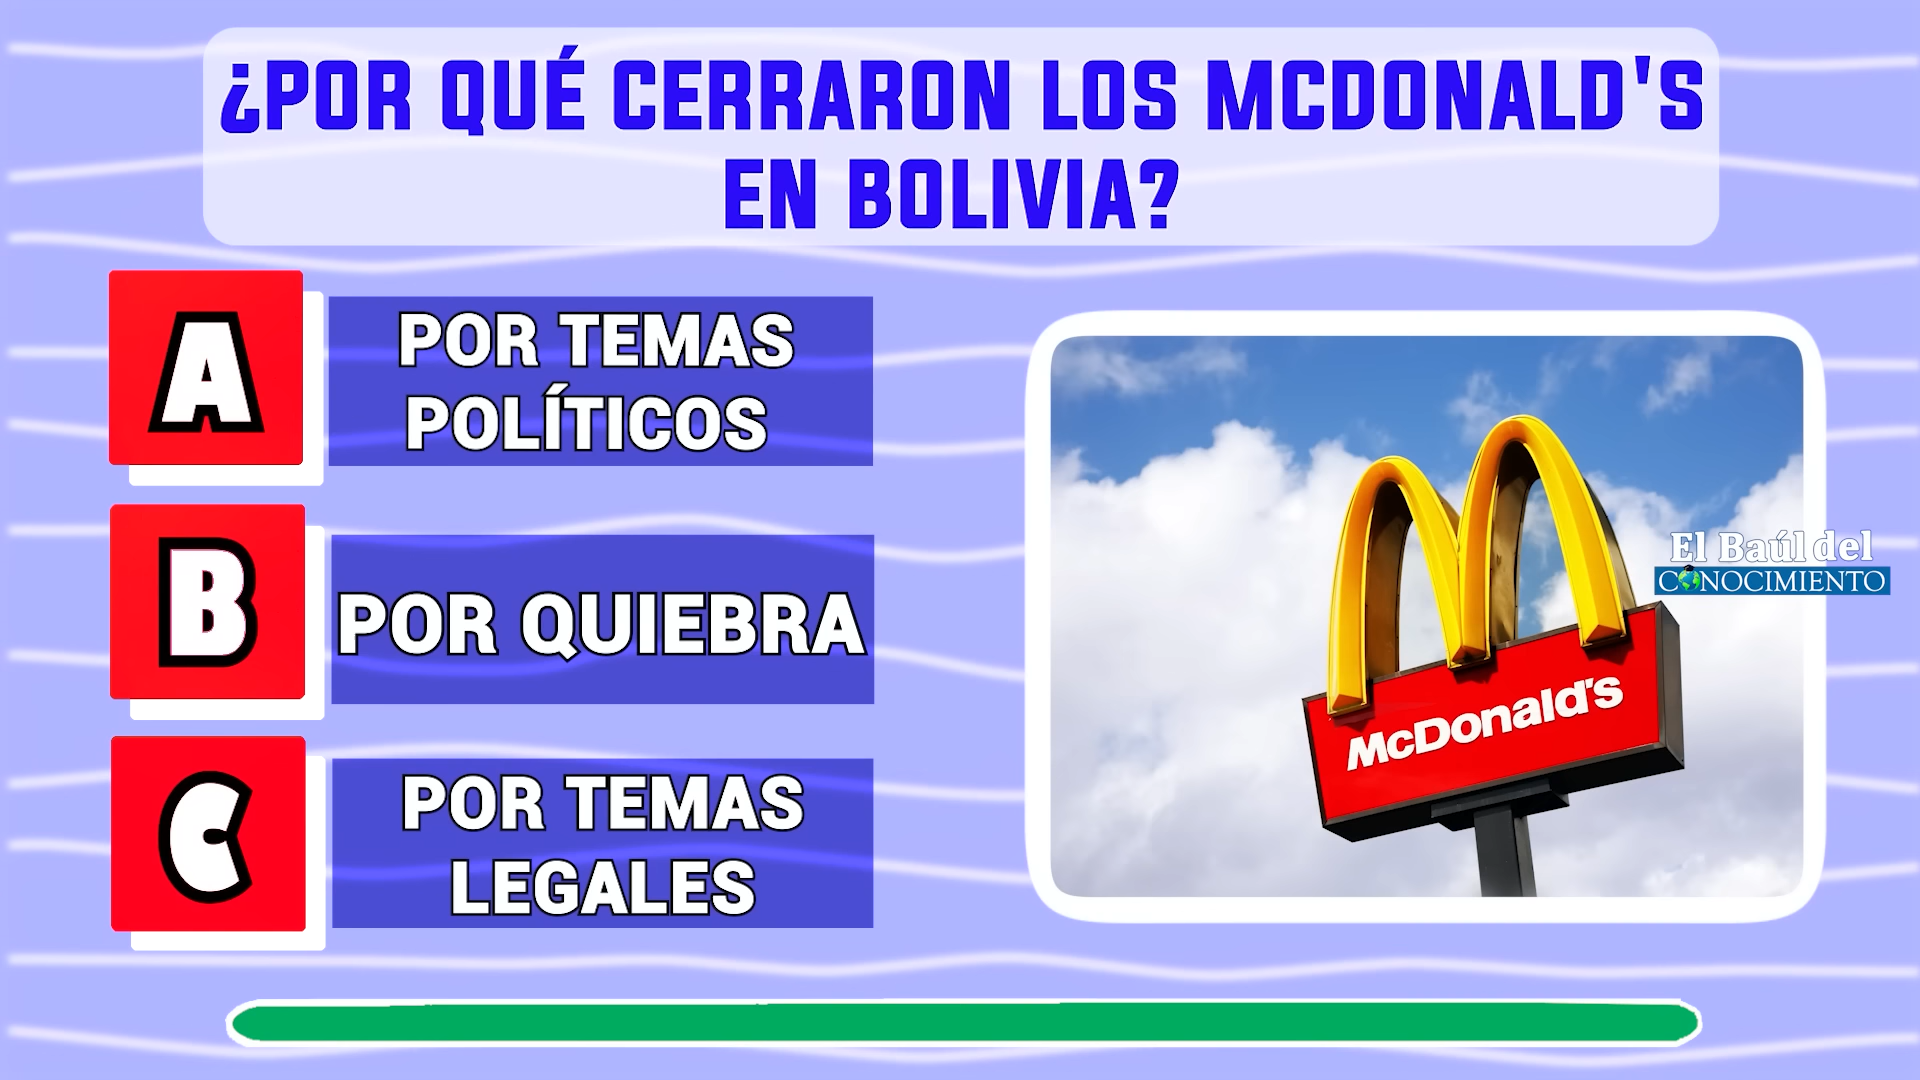 ¿POR QUÉ CERRARON LOS MCDONALD'S
EN BOLIVIA?
A
POR TEMAS
POLÍTICOS
B
POR QUIEBRA
C
POR TEMAS
LEGALES
McDonald's
El Baúl del
CONOCIMIENTO